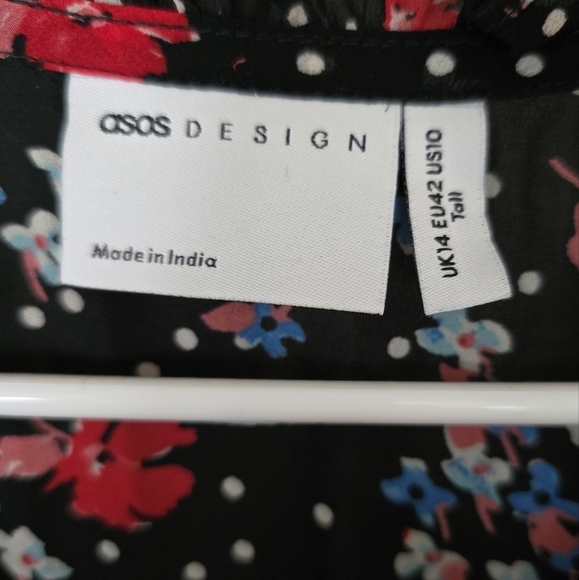 asos DESIGN
Made in India
UK14 EU42 US10
Tall